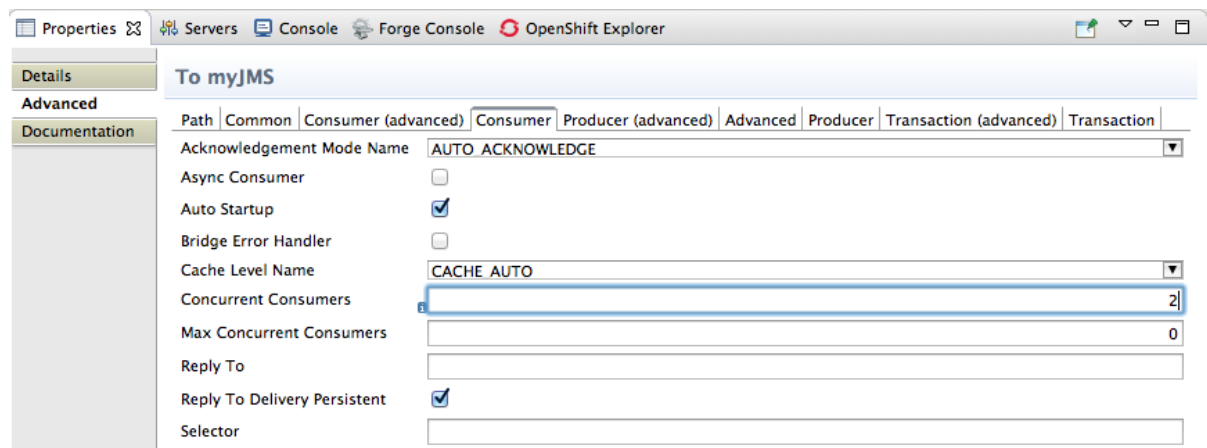 Properties Servers Console Forge Console OpenShift Explorer
Details
Advanced
Documentation
To myJMS
Path Common Consumer (advanced) Consumer Producer (advanced) Advanced Producer Transaction (advanced) Transaction
Acknowledgement Mode Name AUTO_ACKNOWLEDGE
Async Consumer
Auto Startup
Bridge Error Handler
Cache Level Name CACHE_AUTO
Concurrent Consumers 2
Max Concurrent Consumers 0
Reply To
Reply To Delivery Persistent
Selector